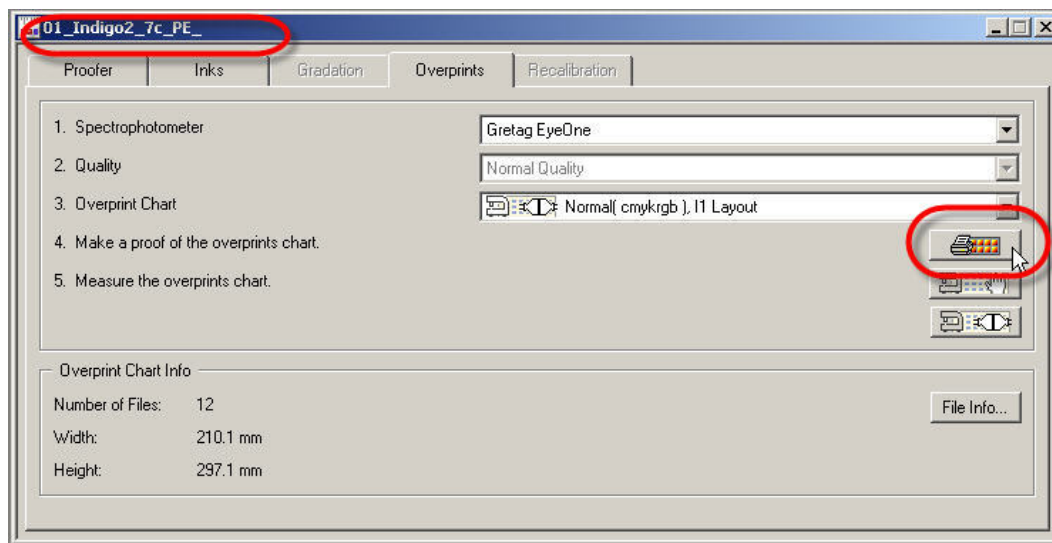 01_Indigo2_7c_PE_
Proofer Inks Gradation Overprints Recalibration
1. Spectrophotometer Gretag EyeOne
2. Quality Normal Quality
3. Overprint Chart Normal( cmykrgb ), I1 Layout
4. Make a proof of the overprints chart.
5. Measure the overprints chart.
Overprint Chart Info
Number of Files: 12 File Info...
Width: 210.1 mm
Height: 297.1 mm